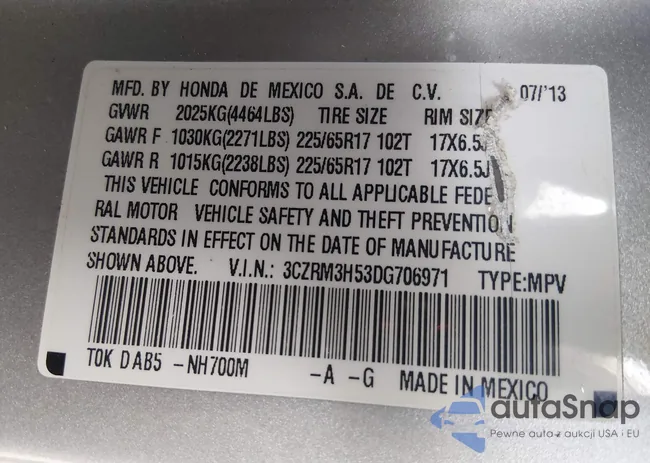 MFD. BY HONDA DE MEXICO S.A. DE C.V. 07/'13
GVWR 2025KG(4464LBS) TIRE SIZE RIM SIZE
GAWR F 1030KG(2271LBS) 225/65R17 102T 17X6.5J
GAWR R 1015KG(2238LBS) 225/65R17 102T 17X6.5J
THIS VEHICLE CONFORMS TO ALL APPLICABLE FEDE
RAL MOTOR VEHICLE SAFETY AND THEFT PREVENTION
STANDARDS IN EFFECT ON THE DATE OF MANUFACTURE
SHOWN ABOVE. V.I.N.: 3CZRM3H53DG706971 TYPE:MPV
TOK DAB5 -NH700M -A -G MADE IN MEXICO
autaSnap
Pewne auta z aukcji USA i EU